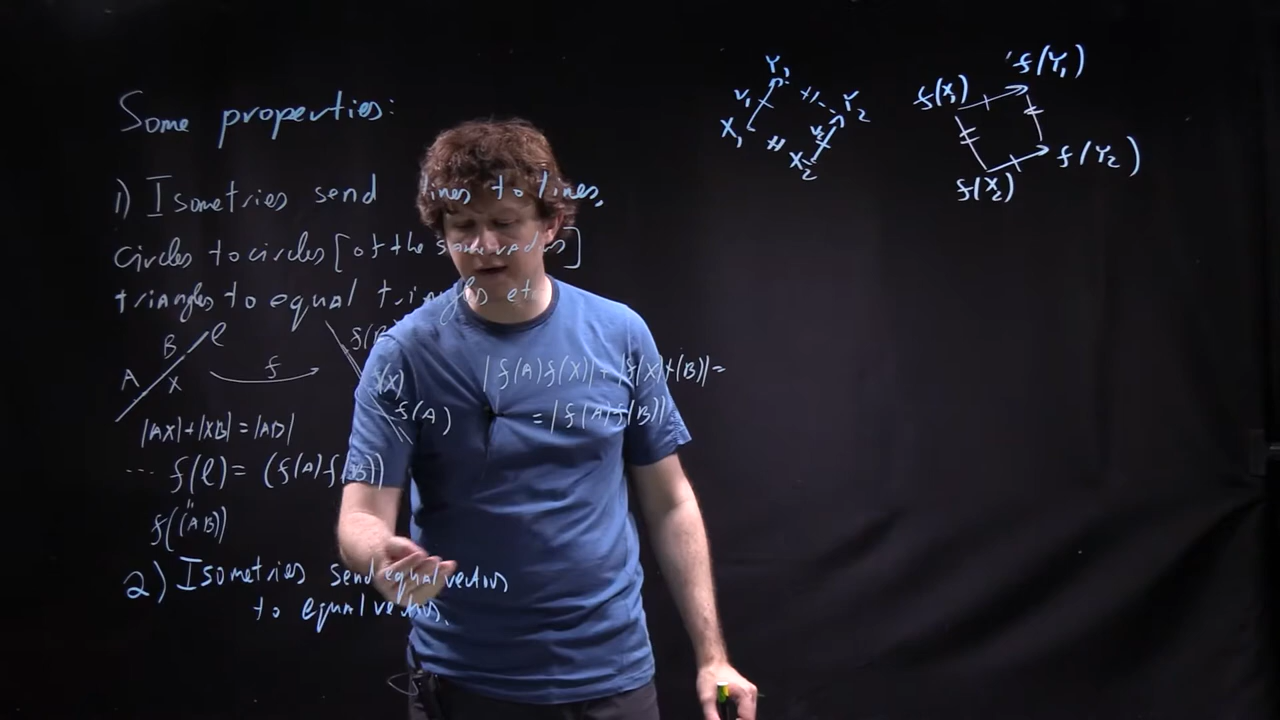 Some properties:
1) Isometries send lines to lines,
circles to circles [of the same radius]
triangles to equal triangles etc
A X B l
f
f(A) f(X) f(B)
|f(A)f(X)| + |f(X)f(B)| =
= |f(A)f(B)|
|AX|+|XB| = |AB|
... f(l) = (f(A)f(B))
"
f((AB))
2) Isometries send equal vectors
to equal vectors.
Y1
v1
X1
Y2
v2
X2
f(Y1)
f(X1)
f(Y2)
f(X2)